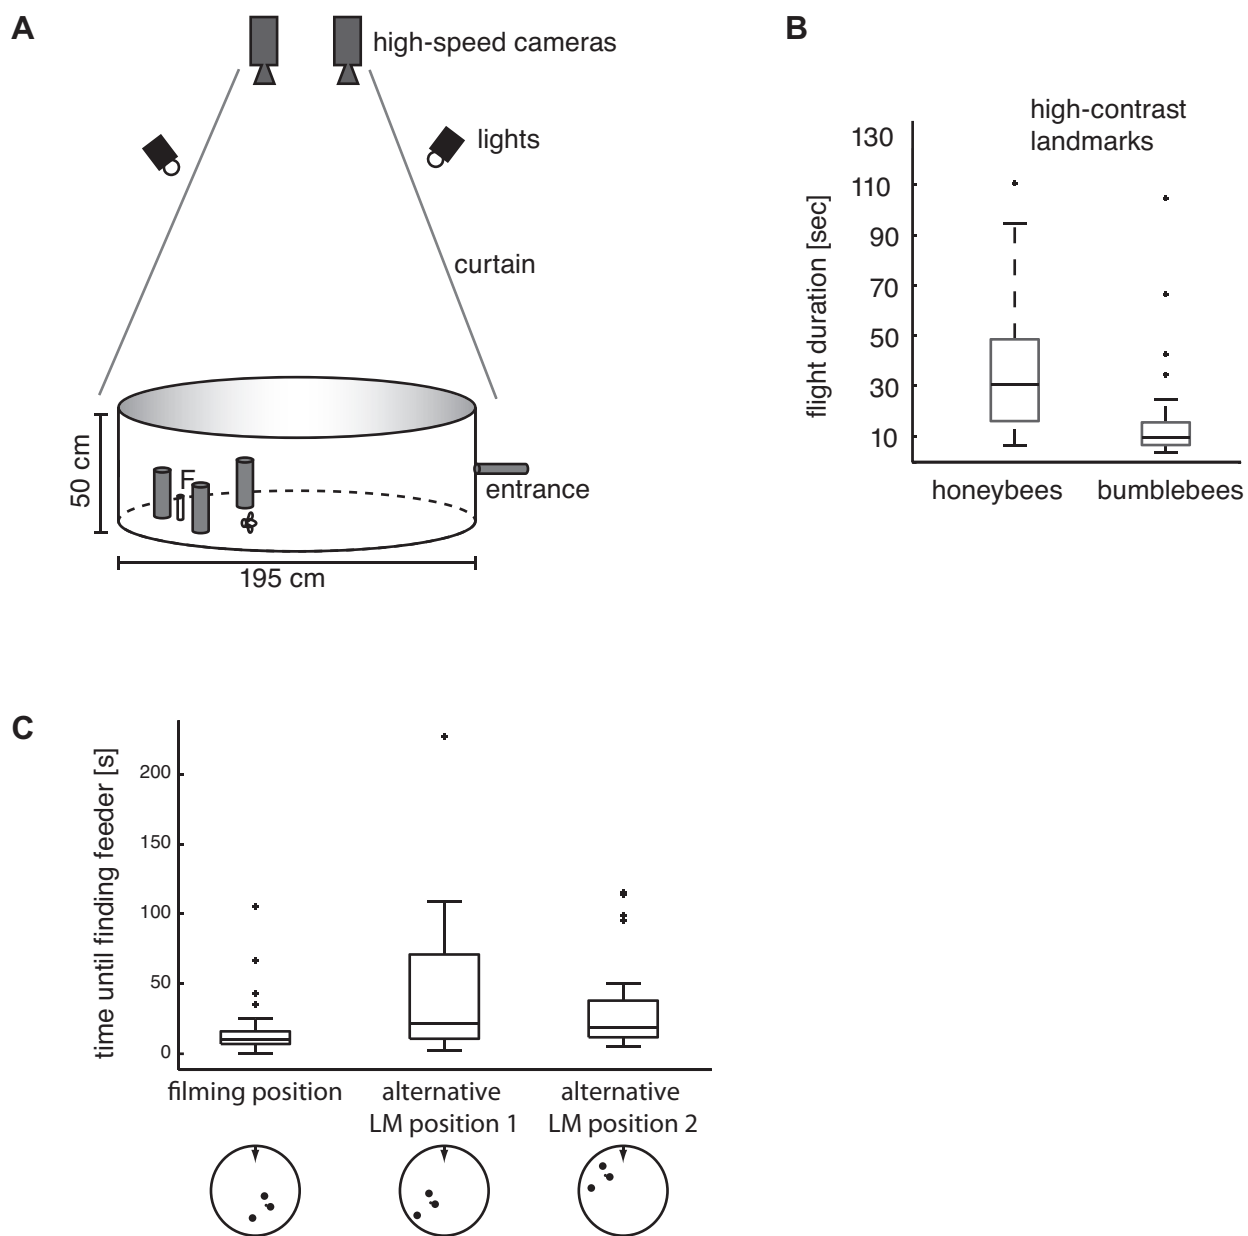 A
high-speed cameras
lights
curtain
50 cm
F
entrance
195 cm
B
high-contrast
landmarks
flight duration [sec]
130
110
90
70
50
30
10
honeybees
bumblebees
C
time until finding feeder [s]
200
150
100
50
0
filming position
alternative
LM position 1
alternative
LM position 2